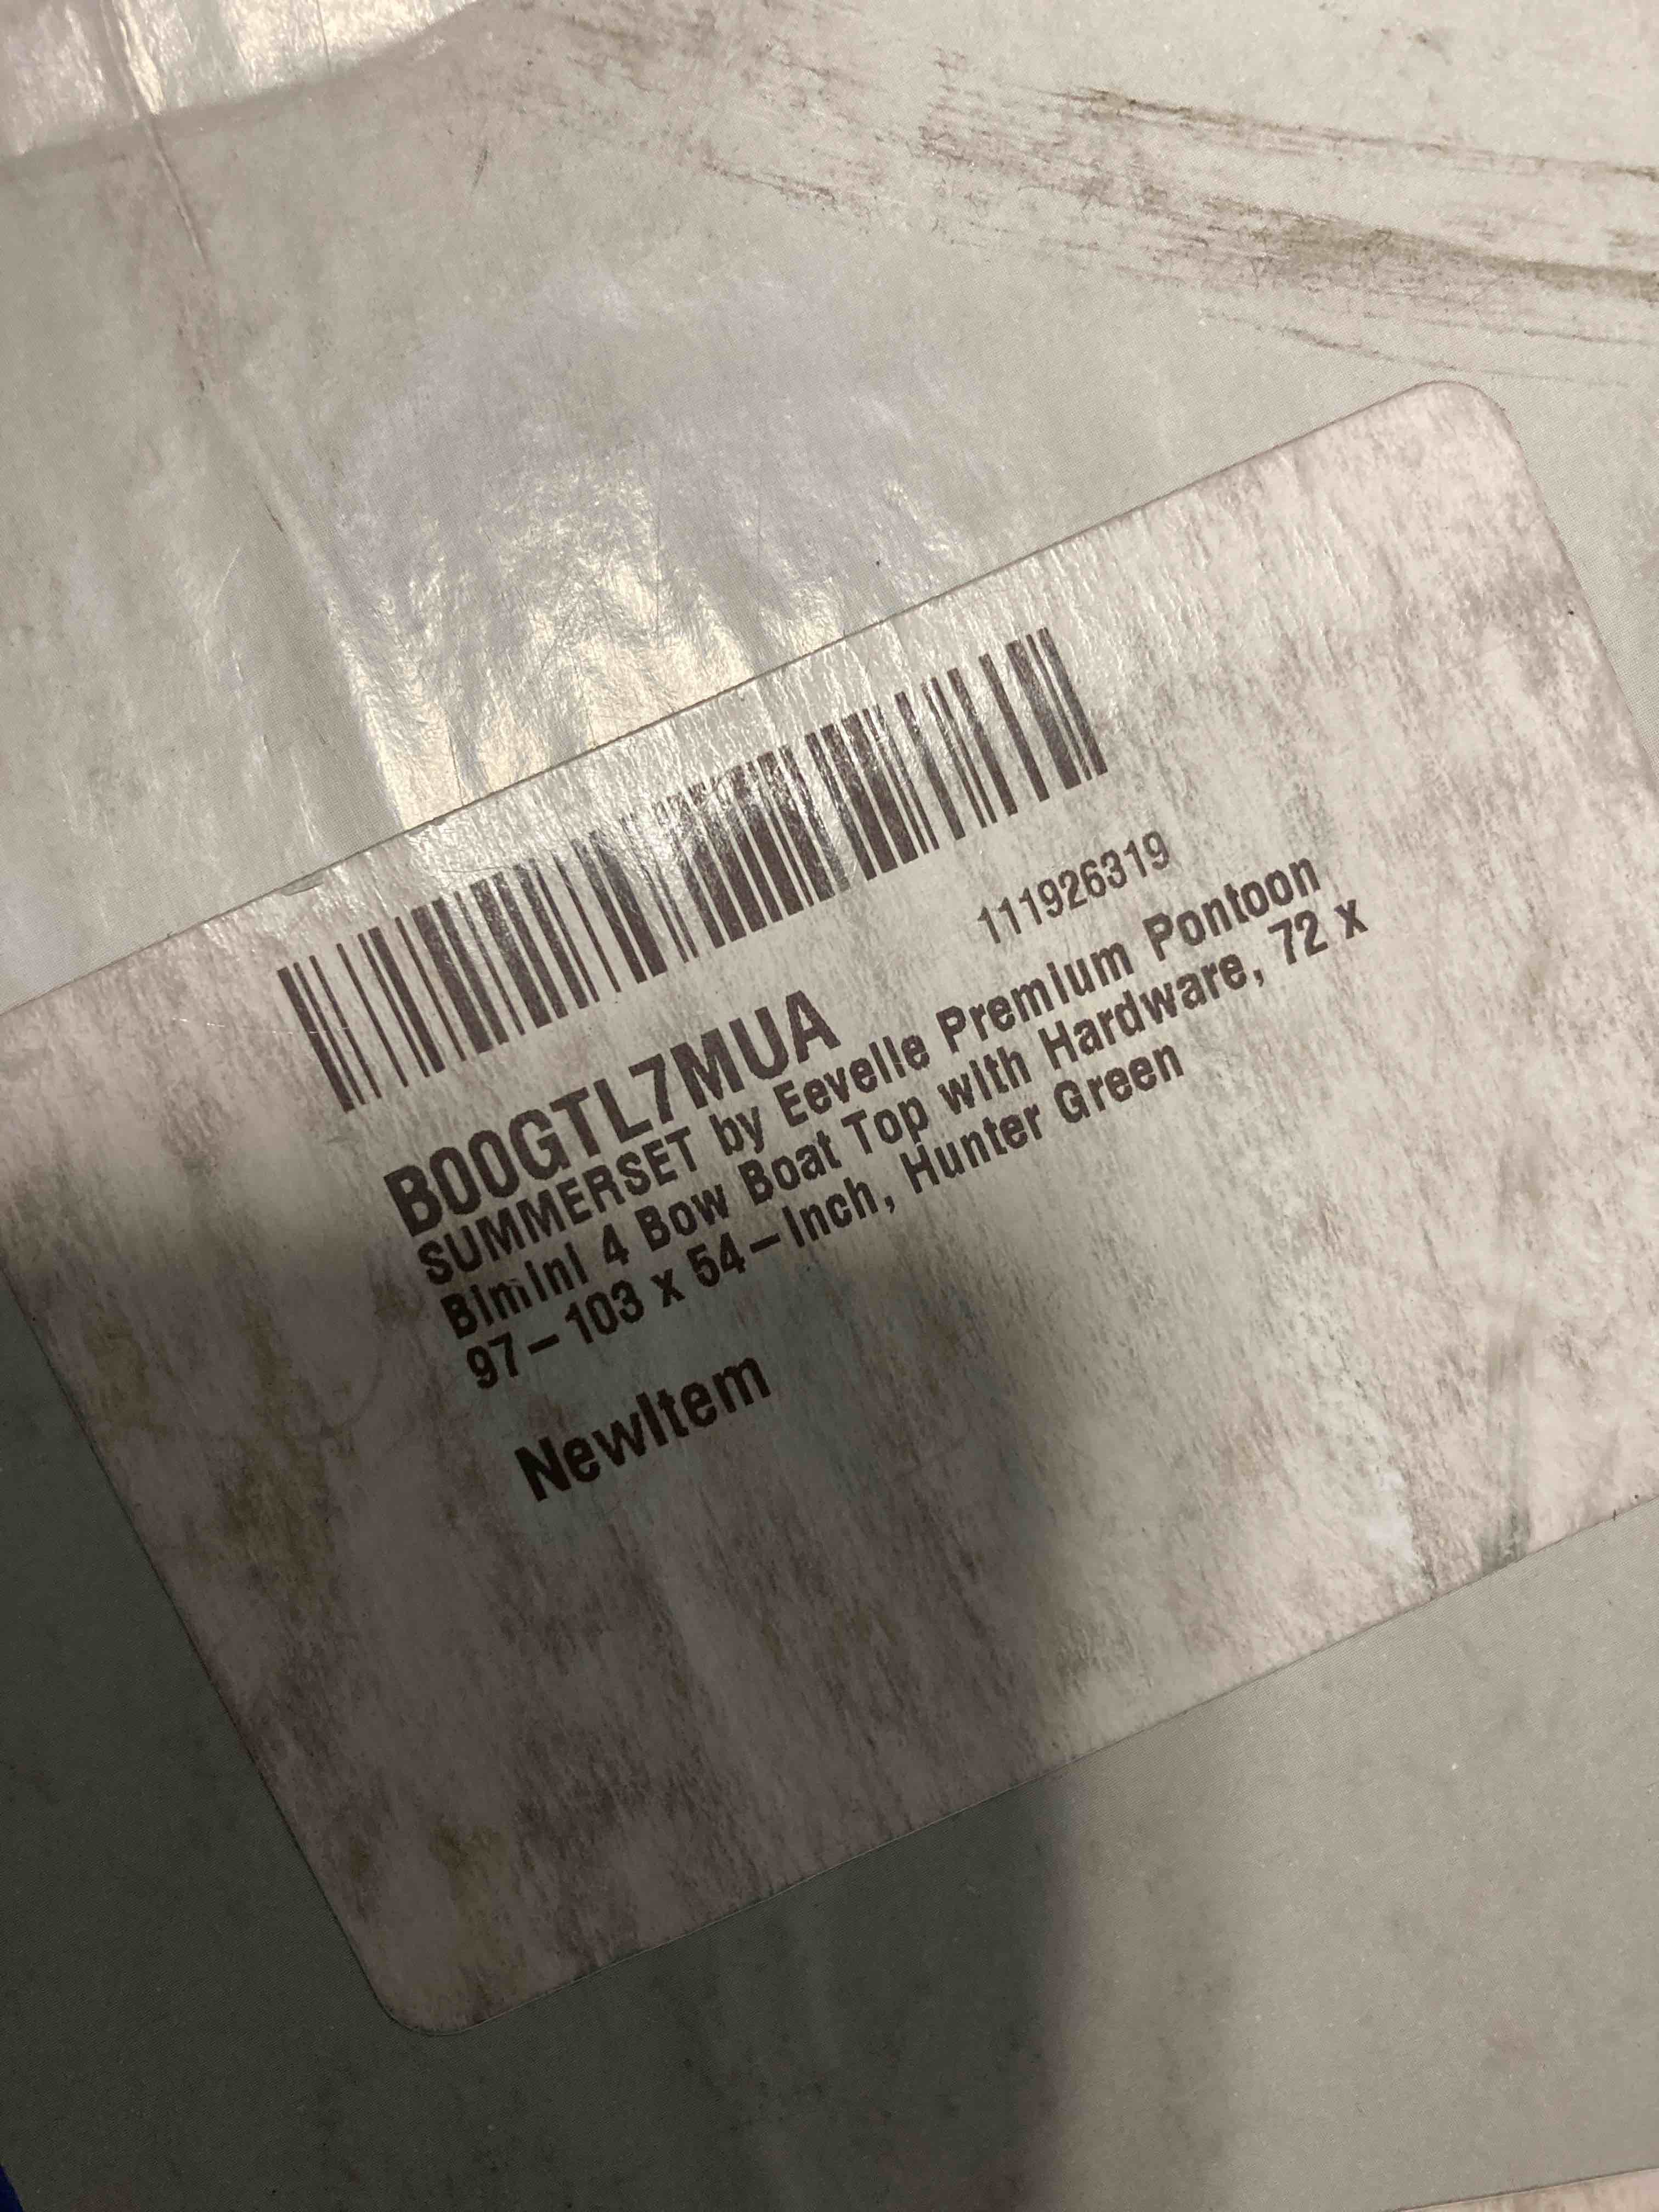 111926319
B00GTL7MUA
SUMMERSET by Eevelle Premium Pontoon
Bimini 4 Bow Boat Top with Hardware, 72 x
97-103 x 54-Inch, Hunter Green
NewItem